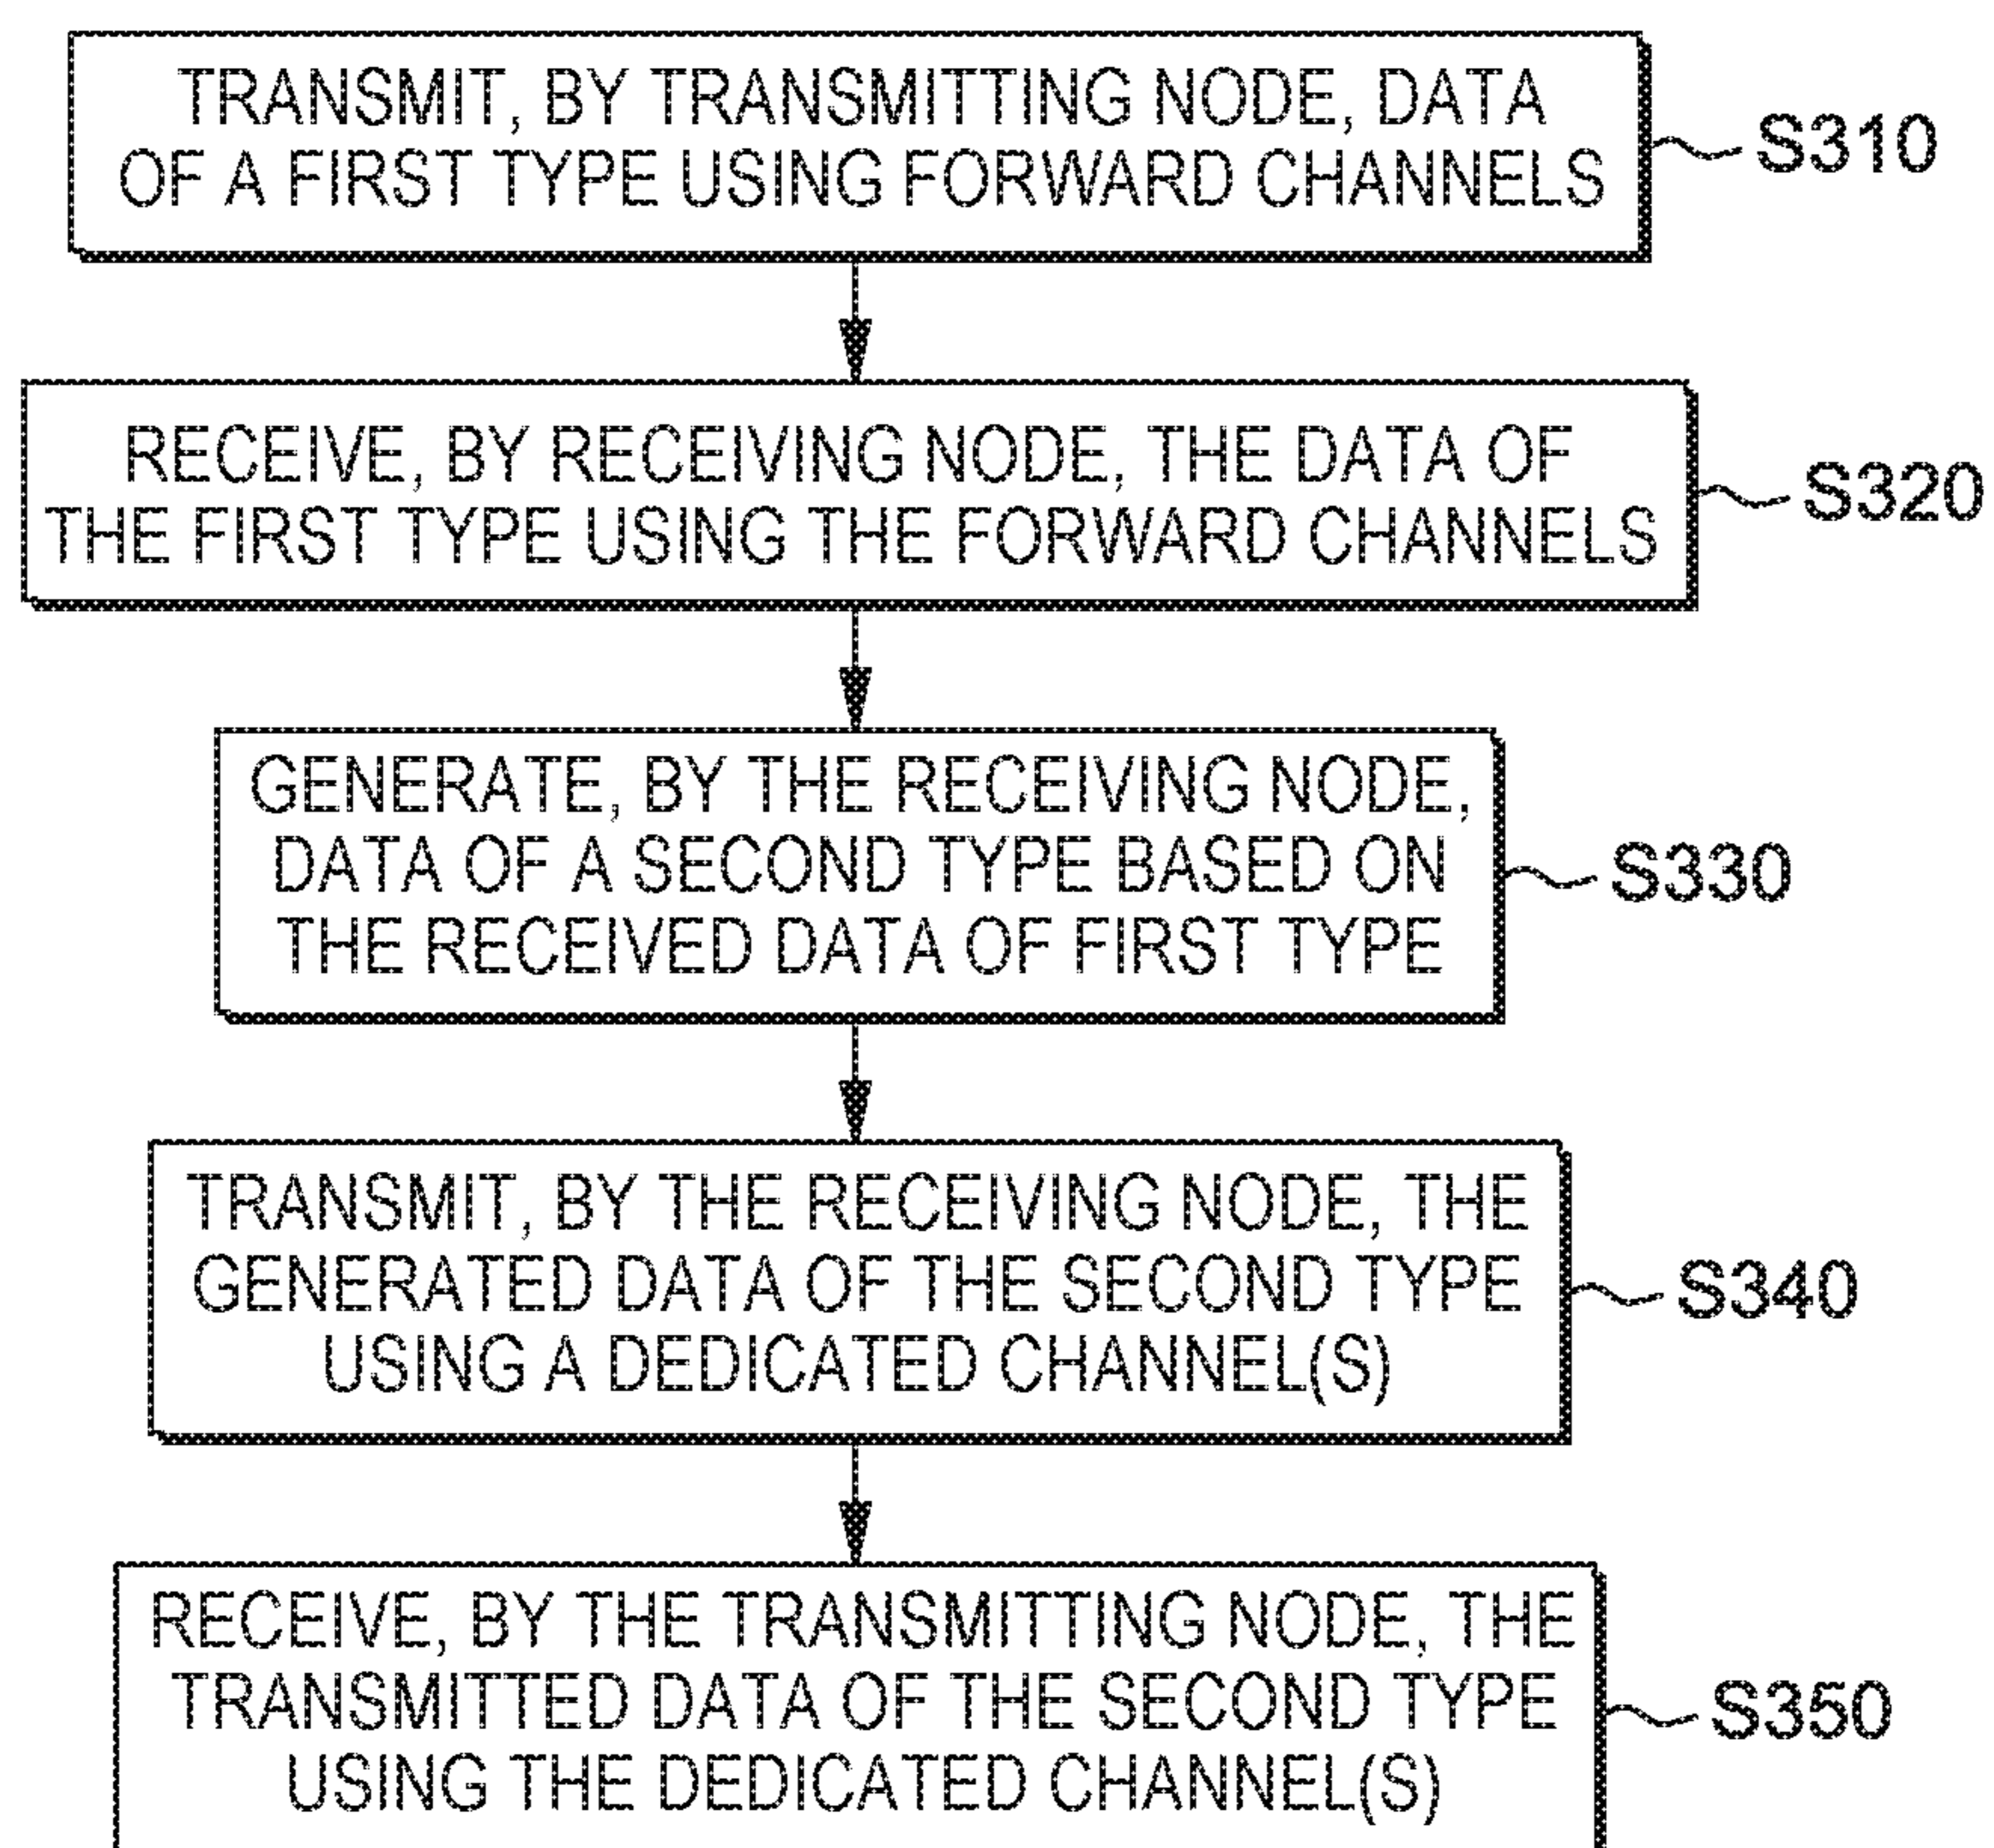 TRANSMIT, BY TRANSMITTING NODE, DATA
OF A FIRST TYPE USING FORWARD CHANNELS
S310
RECEIVE, BY RECEIVING NODE, THE DATA OF
THE FIRST TYPE USING THE FORWARD CHANNELS
S320
GENERATE, BY THE RECEIVING NODE,
DATA OF A SECOND TYPE BASED ON
THE RECEIVED DATA OF FIRST TYPE
S330
TRANSMIT, BY THE RECEIVING NODE, THE
GENERATED DATA OF THE SECOND TYPE
USING A DEDICATED CHANNEL(S)
S340
RECEIVE, BY THE TRANSMITTING NODE, THE
TRANSMITTED DATA OF THE SECOND TYPE
USING THE DEDICATED CHANNEL(S)
S350